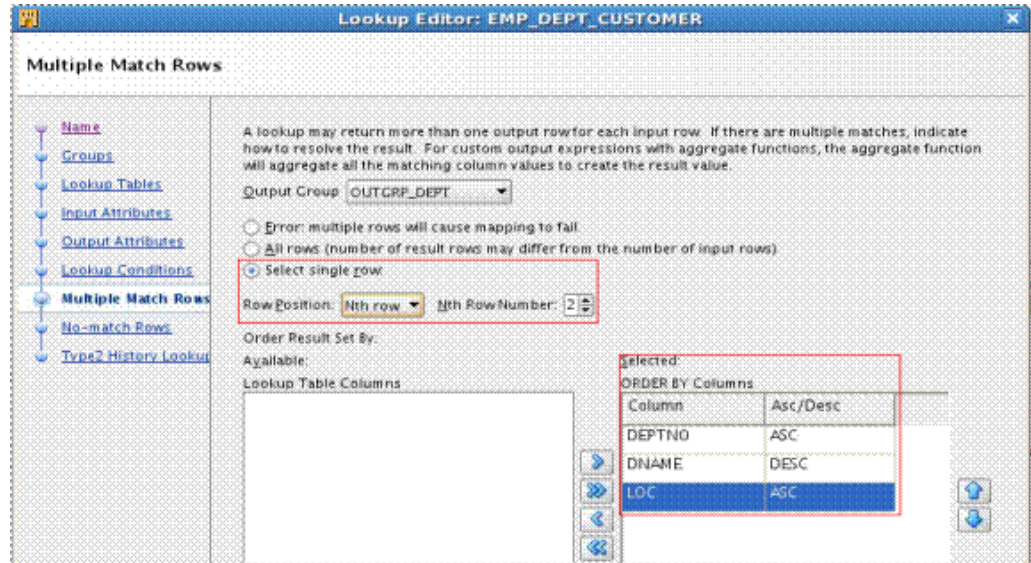 Lookup Editor: EMP_DEPT_CUSTOMER
Multiple Match Rows
Name
Groups
Lookup Tables
Input Attributes
Output Attributes
Lookup Conditions
Multiple Match Rows
No-match Rows
Type2 History Lookup
A lookup may return more than one output row for each input row. If there are multiple matches, indicate
how to resolve the result. For custom output expressions with aggregate functions, the aggregate function
will aggregate all the matching column values to create the result value.
Output Group OUTGRP_DEPT
Error: multiple rows will cause mapping to fail
All rows (number of result rows may differ from the number of input rows)
Select single row
Row Position: Nth row Nth Row Number: 2
Order Result Set By:
Available: Selected:
Lookup Table Columns ORDER BY Columns
Column Asc/Desc
DEPTNO ASC
DNAME DESC
LOC ASC